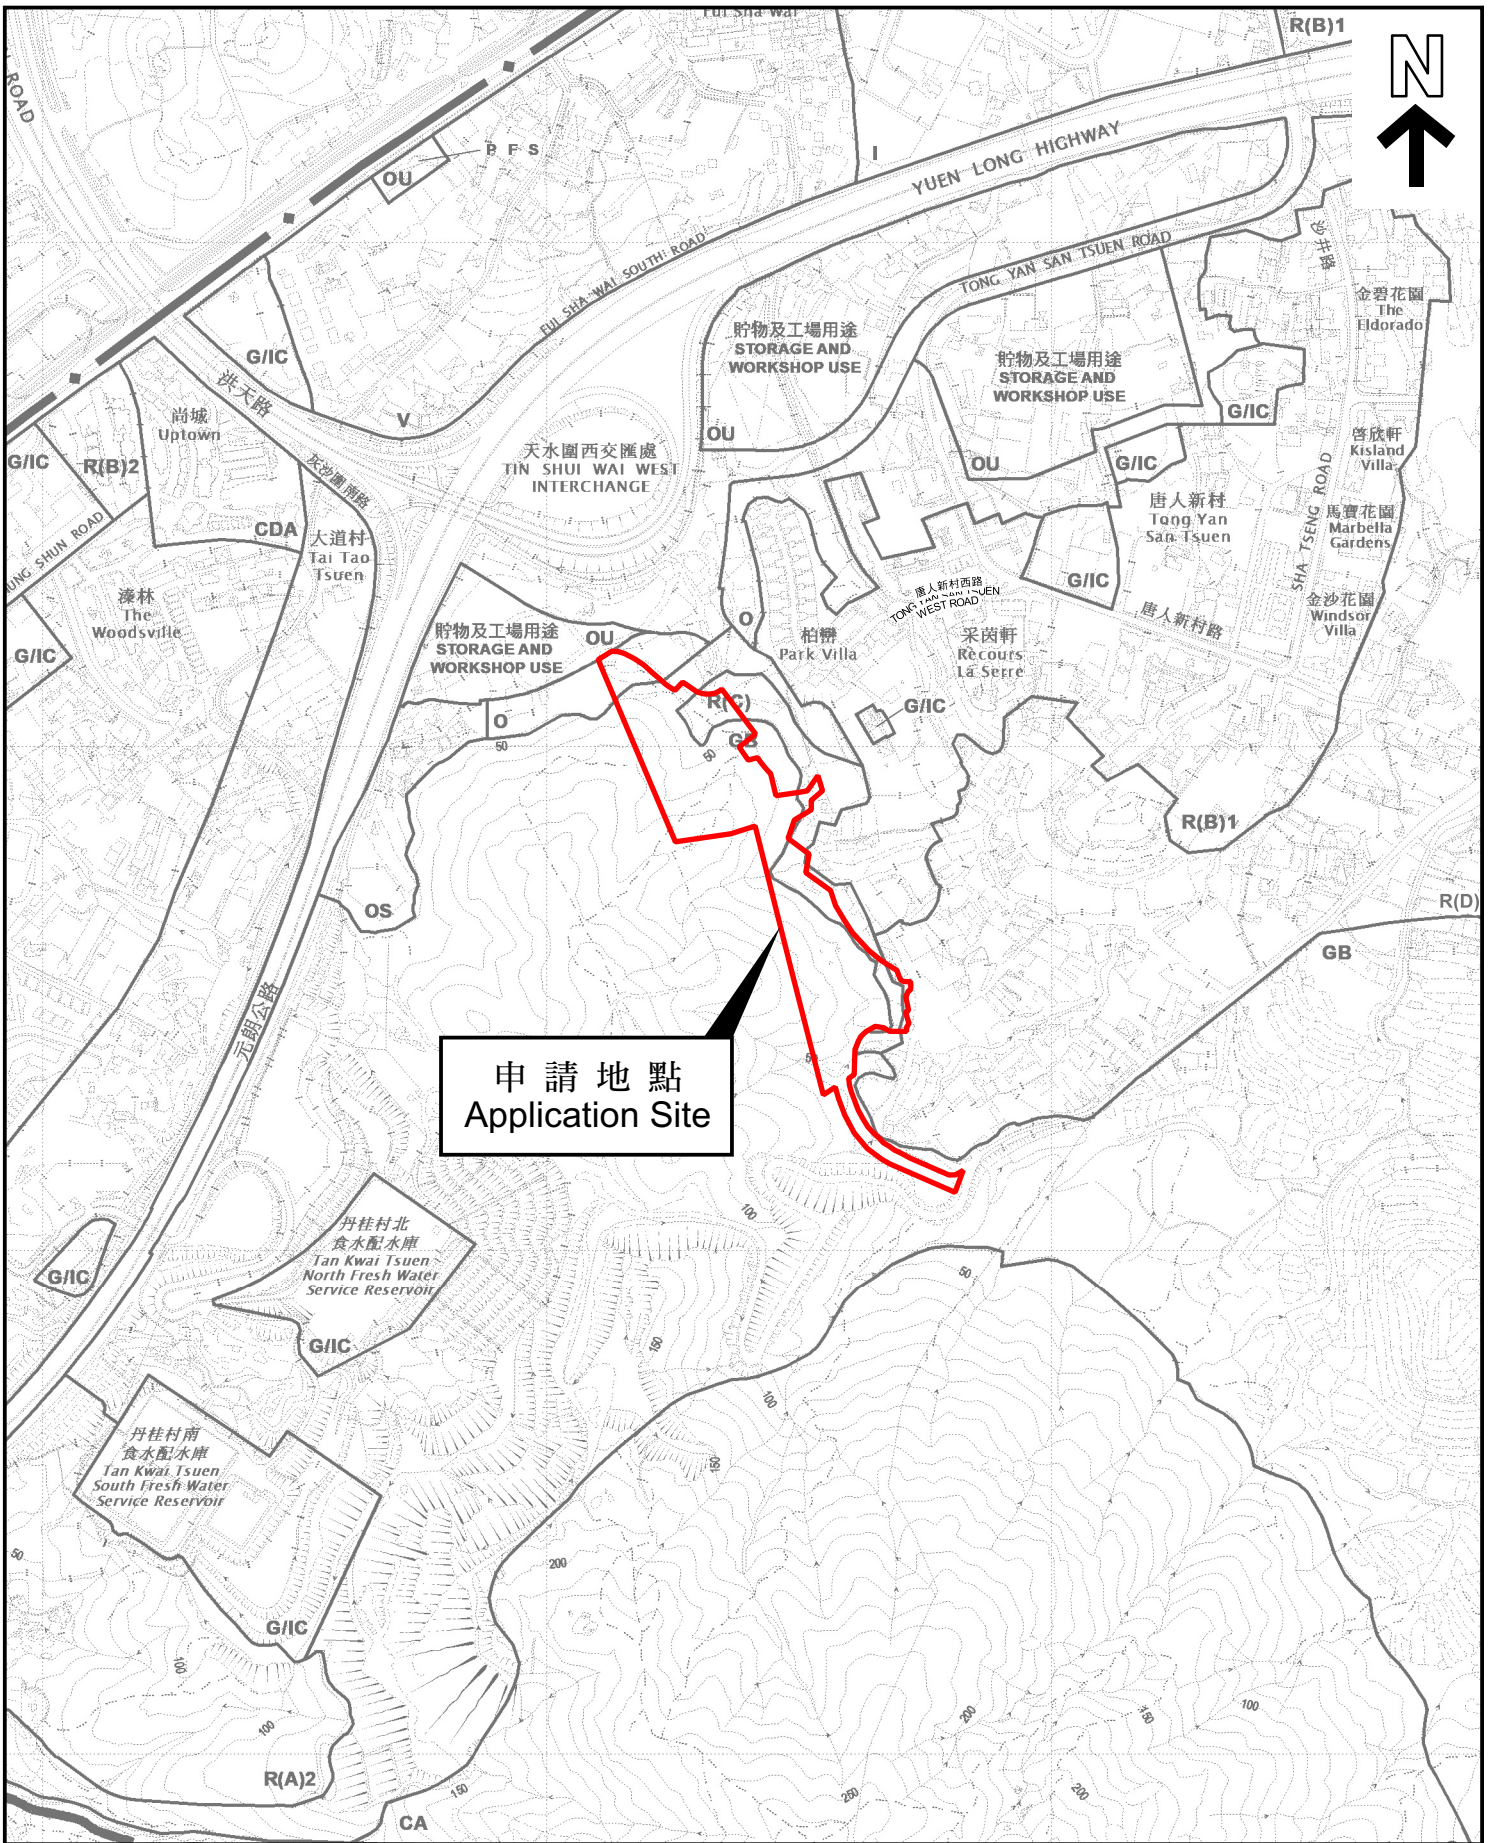 Fui Sha Wai
R(B)1
N
ROAD
P F S
OU
I
YUEN LONG HIGHWAY
FUI SHA WAI SOUTH ROAD
TONG YAN SAN TSUEN ROAD
沙井路
金碧花園
The
Eldorado
G/IC
洪天路
貯物及工場用途
STORAGE AND
WORKSHOP USE
貯物及工場用途
STORAGE AND
WORKSHOP USE
尚城
Uptown
V
G/IC
OU
天水圍西交匯處
TIN SHUI WAI WEST
INTERCHANGE
啓欣軒
Kisland
Villa
G/IC
R(B)2
灰沙圍南路
OU
G/IC
唐人新村
Tong Yan
San Tsuen
SHA TSENG ROAD
馬寶花園
Marbella
Gardens
CDA
大道村
Tai Tao
Tsuen
HUNG SHUN ROAD
G/IC
唐人新村西路
TONG YAN SAN TSUEN
WEST ROAD
唐人新村路
金沙花園
Windsor
Villa
溱林
The
Woodsville
貯物及工場用途
STORAGE AND
WORKSHOP USE
OU
O
柏巒
Park Villa
采茵軒
Recours
La Serre
G/IC
R(C)
G/IC
O
50
GB
50
R(B)1
OS
R(D)
GB
元朗公路
50
申請地點
Application Site
100
丹桂村北
食水配水庫
Tan Kwai Tsuen
North Fresh Water
Service Reservoir
G/IC
50
G/IC
150
100
丹桂村南
食水配水庫
Tan Kwai Tsuen
South Fresh Water
Service Reservoir
150
50
200
G/IC
100
100
200
150
100
R(A)2
150
250
200
CA